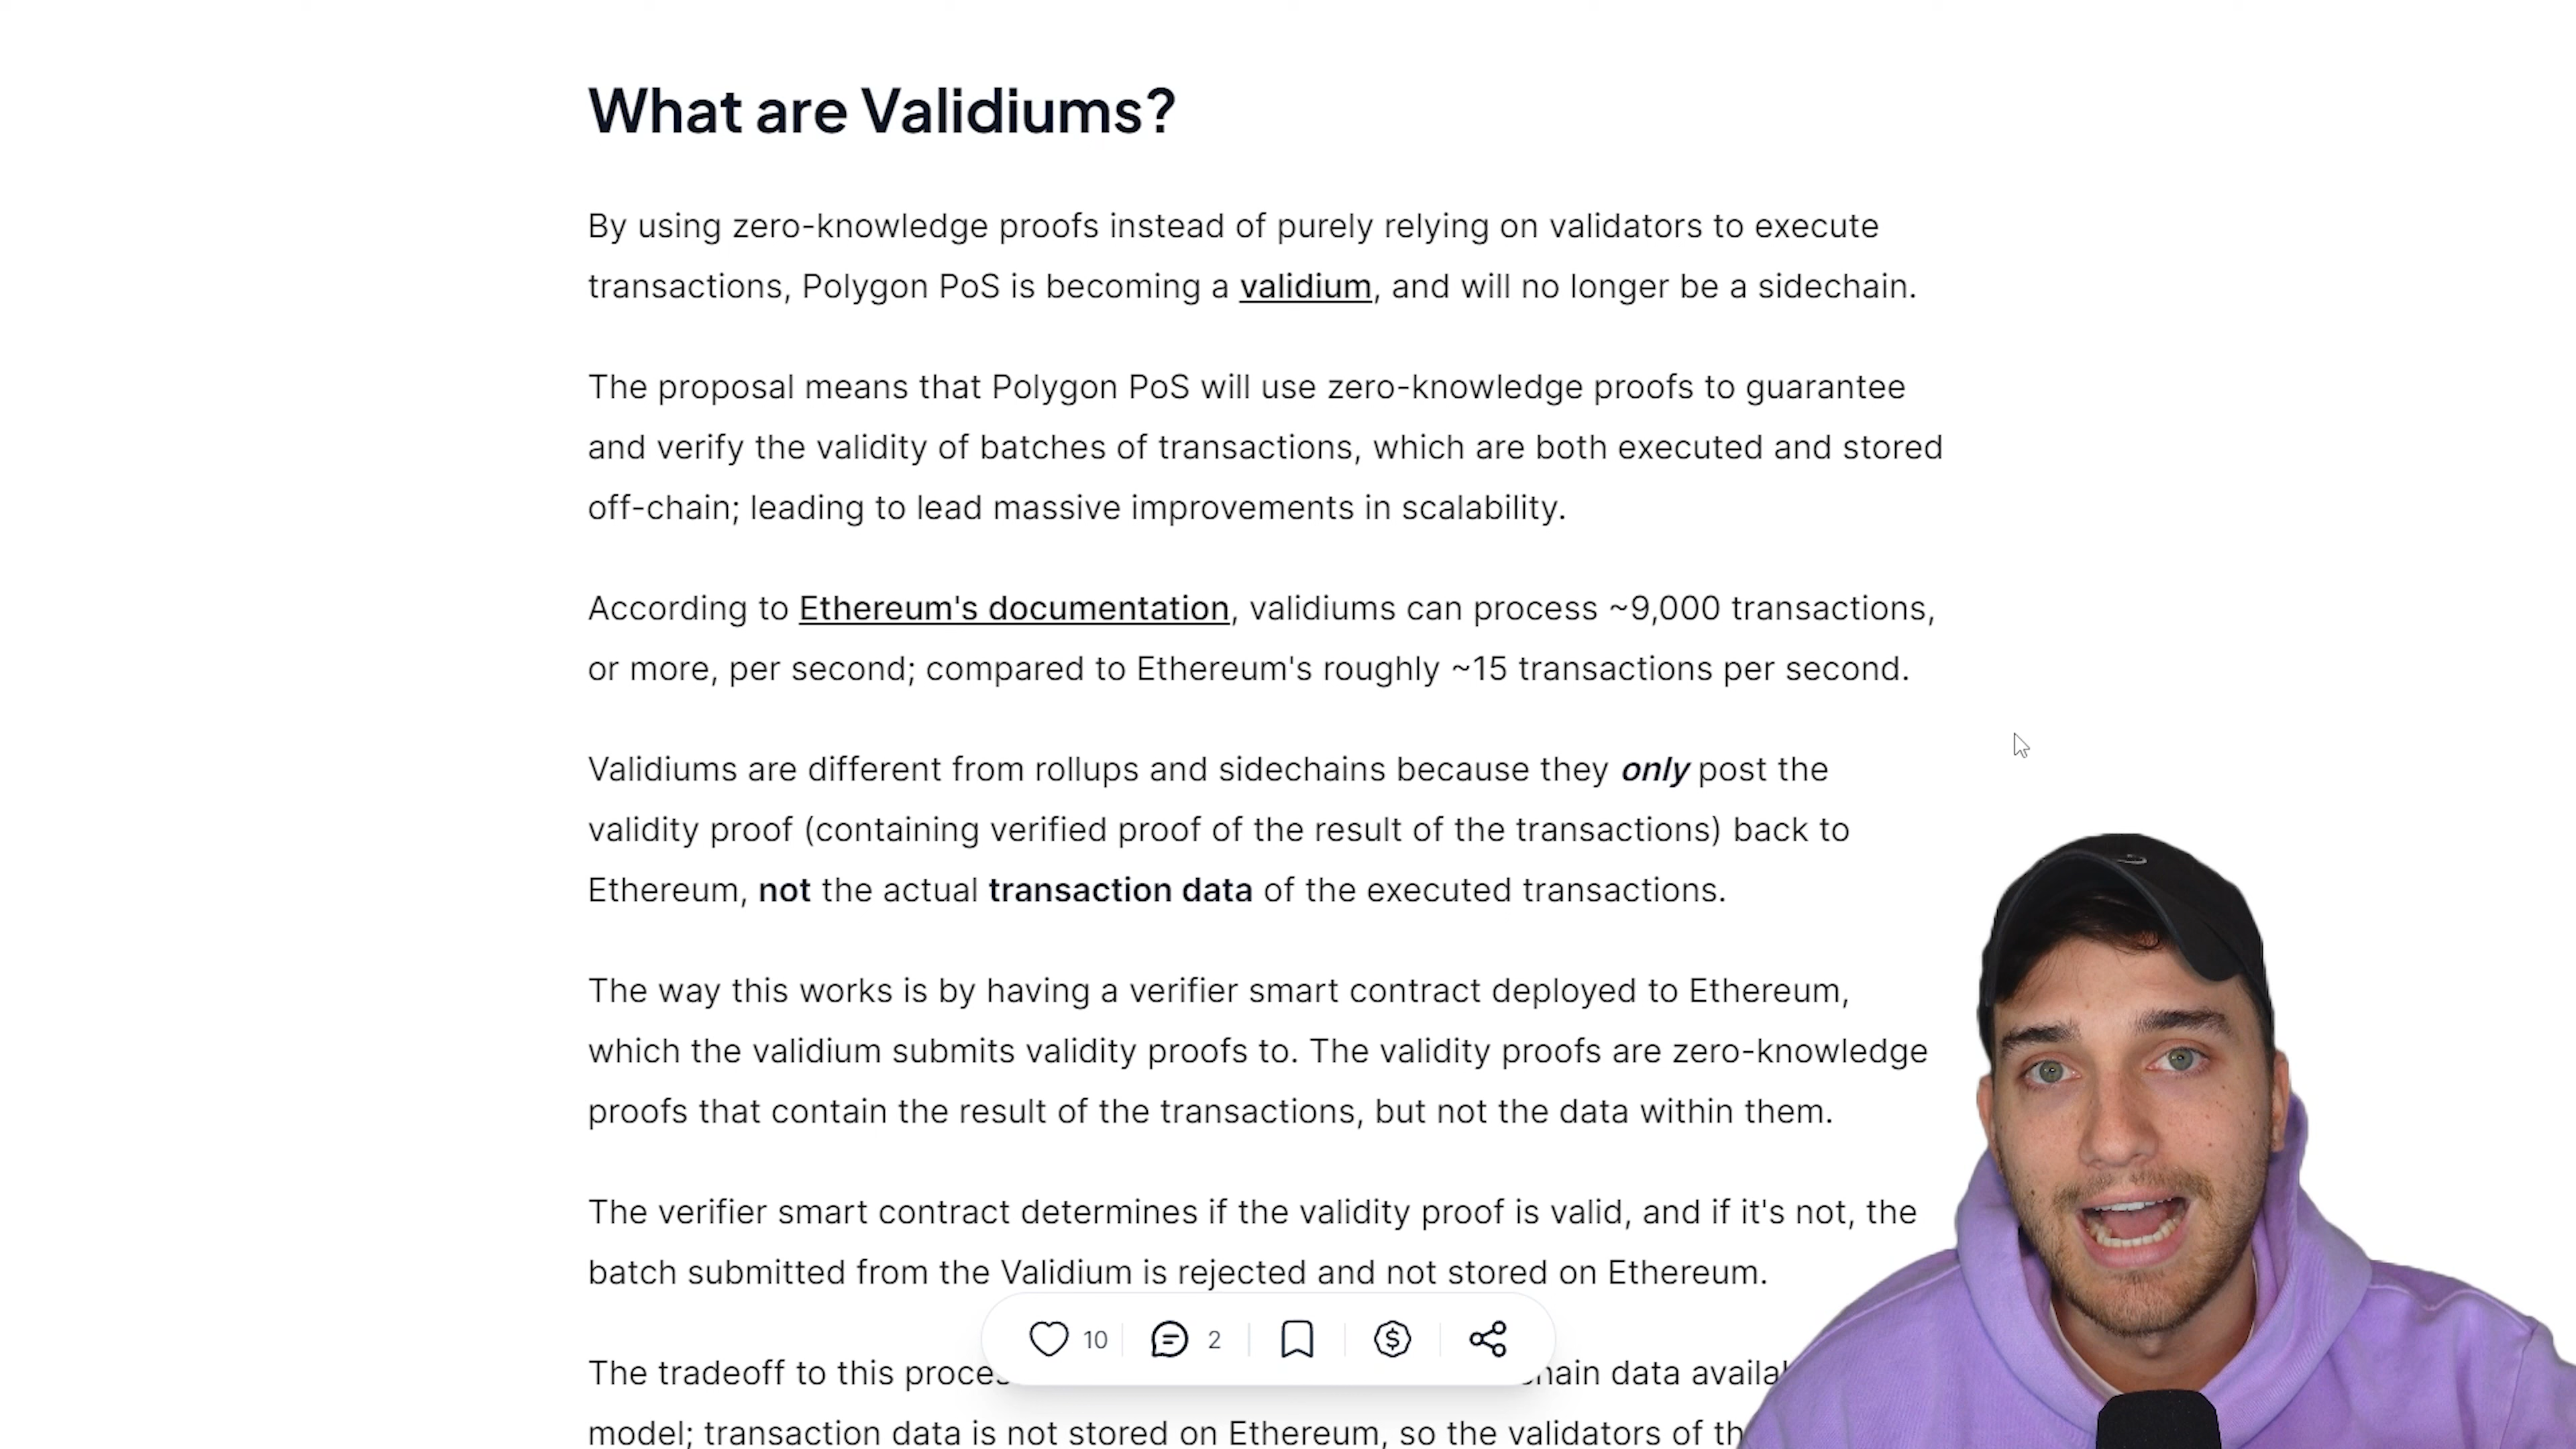 What are Validiums?
By using zero-knowledge proofs instead of purely relying on validators to execute
transactions, Polygon PoS is becoming a validium, and will no longer be a sidechain.
The proposal means that Polygon PoS will use zero-knowledge proofs to guarantee
and verify the validity of batches of transactions, which are both executed and stored
off-chain; leading to lead massive improvements in scalability.
According to Ethereum's documentation, validiums can process ~9,000 transactions,
or more, per second; compared to Ethereum's roughly ~15 transactions per second.
Validiums are different from rollups and sidechains because they only post the
validity proof (containing verified proof of the result of the transactions) back to
Ethereum, not the actual transaction data of the executed transactions.
The way this works is by having a verifier smart contract deployed to Ethereum,
which the validium submits validity proofs to. The validity proofs are zero-knowledge
proofs that contain the result of the transactions, but not the data within them.
The verifier smart contract determines if the validity proof is valid, and if it's not, the
batch submitted from the Validium is rejected and not stored on Ethereum.
10 2
The tradeoff to this data
model; transaction data is not stored on Ethereum, so the validators of